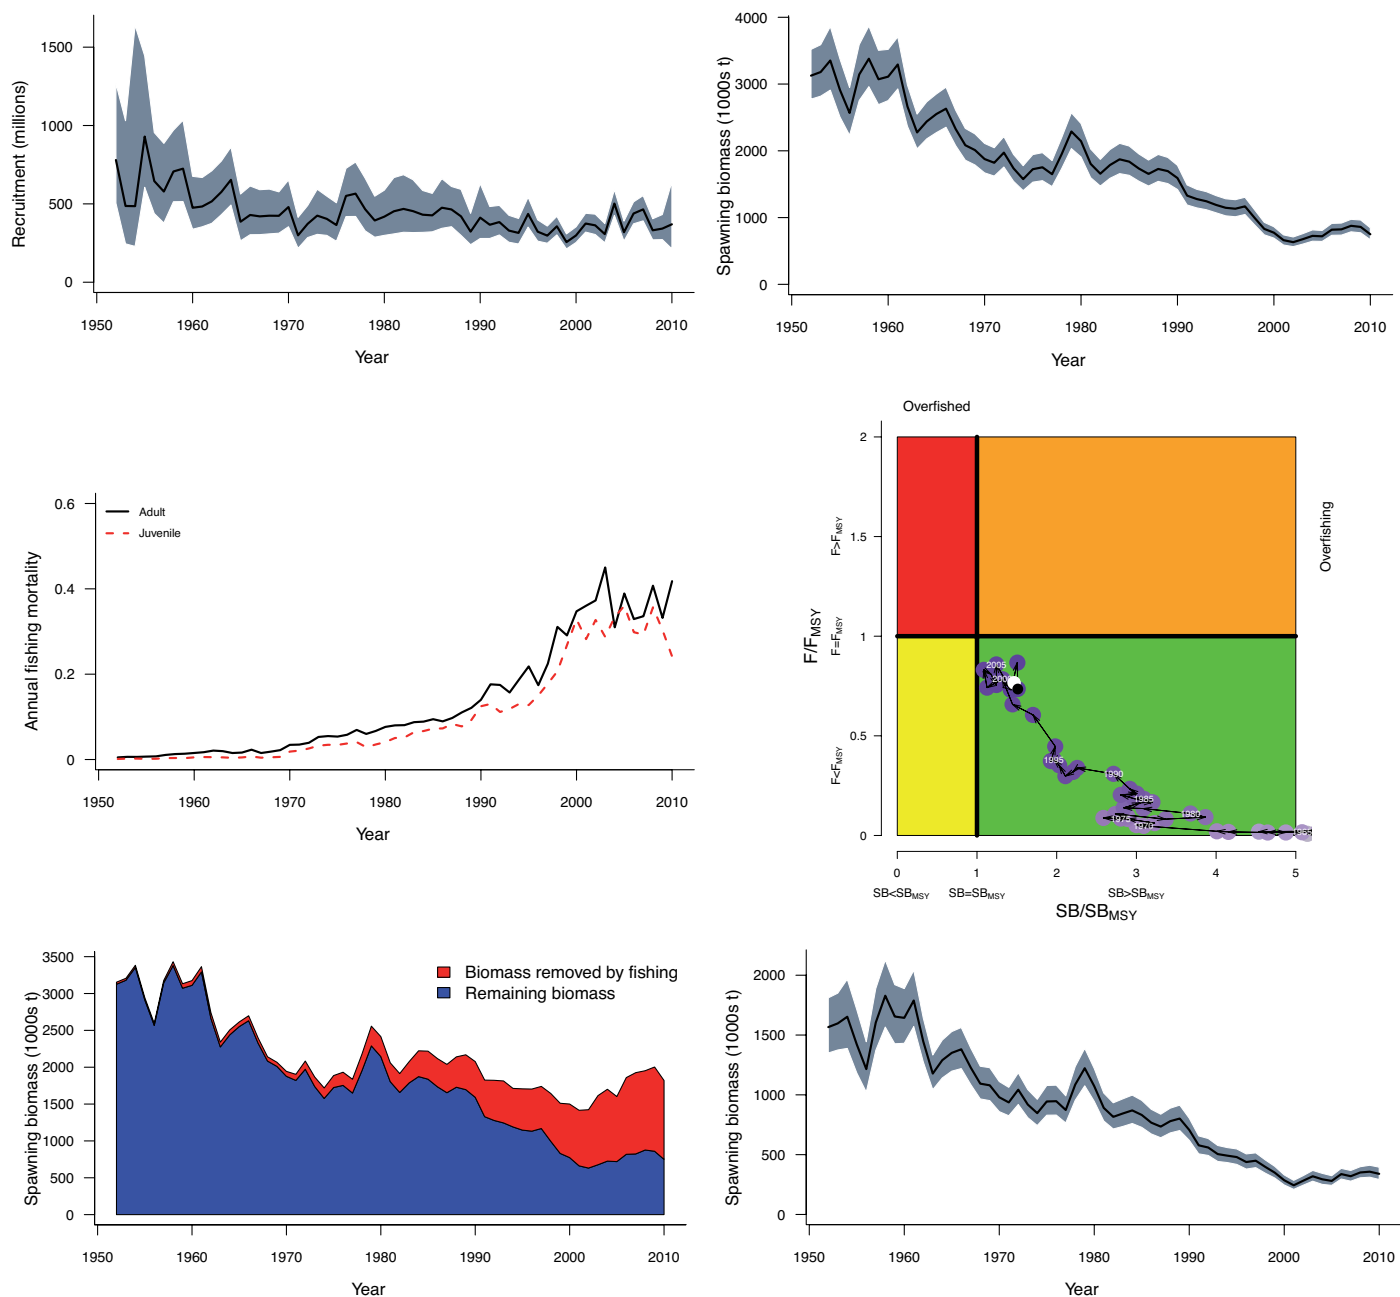 Recruitment (millions)
1500
1000
500
0
1950 1960 1970 1980 1990 2000 2010
Year
Spawning biomass (1000s t)
4000
3000
2000
1000
0
1950 1960 1970 1980 1990 2000 2010
Year
Annual fishing mortality
0.6
0.4
0.2
0
Adult
Juvenile
1950 1960 1970 1980 1990 2000 2010
Year
Overfished
Overfishing
F/FMSY
F>FMSY
F=FMSY
F<FMSY
2
1.5
1
0.5
0
2005
1995
1990
1985
1980
1975
1970
0 1 2 3 4 5
SB<SBMSY SB=SBMSY SB>SBMSY
SB/SBMSY
Spawning biomass (1000s t)
3500
3000
2500
2000
1500
1000
500
0
Biomass removed by fishing
Remaining biomass
1950 1960 1970 1980 1990 2000 2010
Year
Spawning biomass (1000s t)
2000
1500
1000
500
0
1950 1960 1970 1980 1990 2000 2010
Year